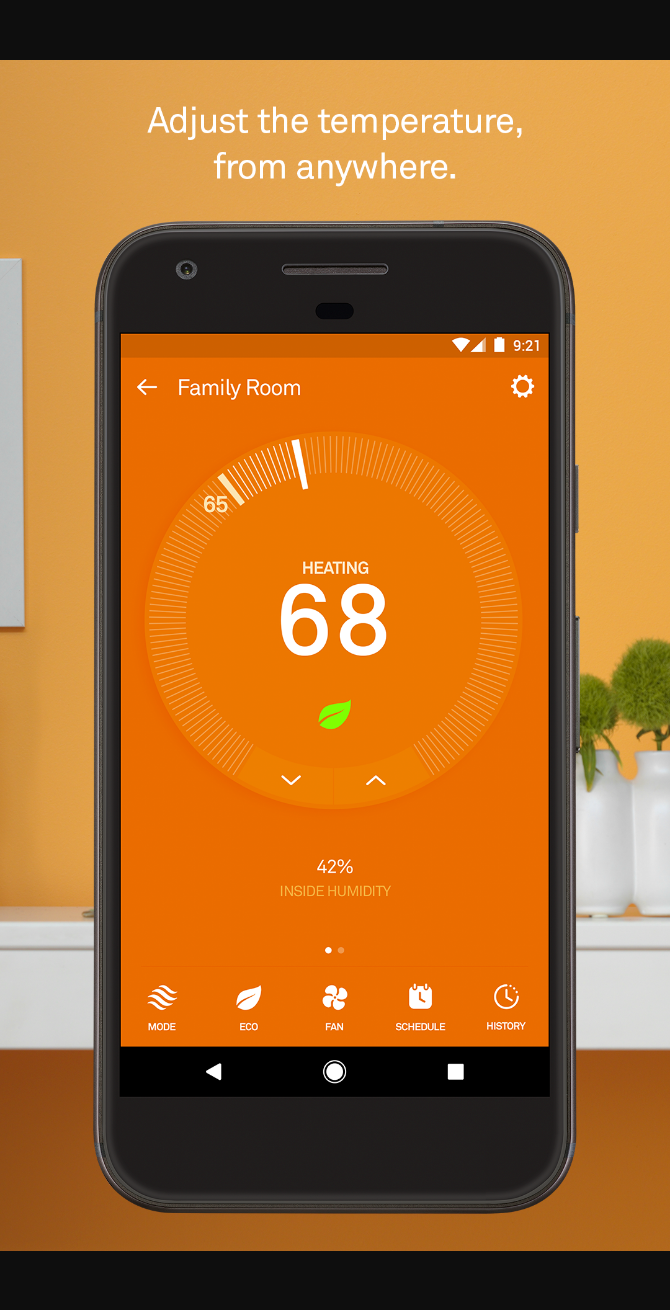 Adjust the temperature,
from anywhere.
9:21
Family Room
65
HEATING
68
42%
INSIDE HUMIDITY
MODE
ECO
FAN
SCHEDULE
HISTORY